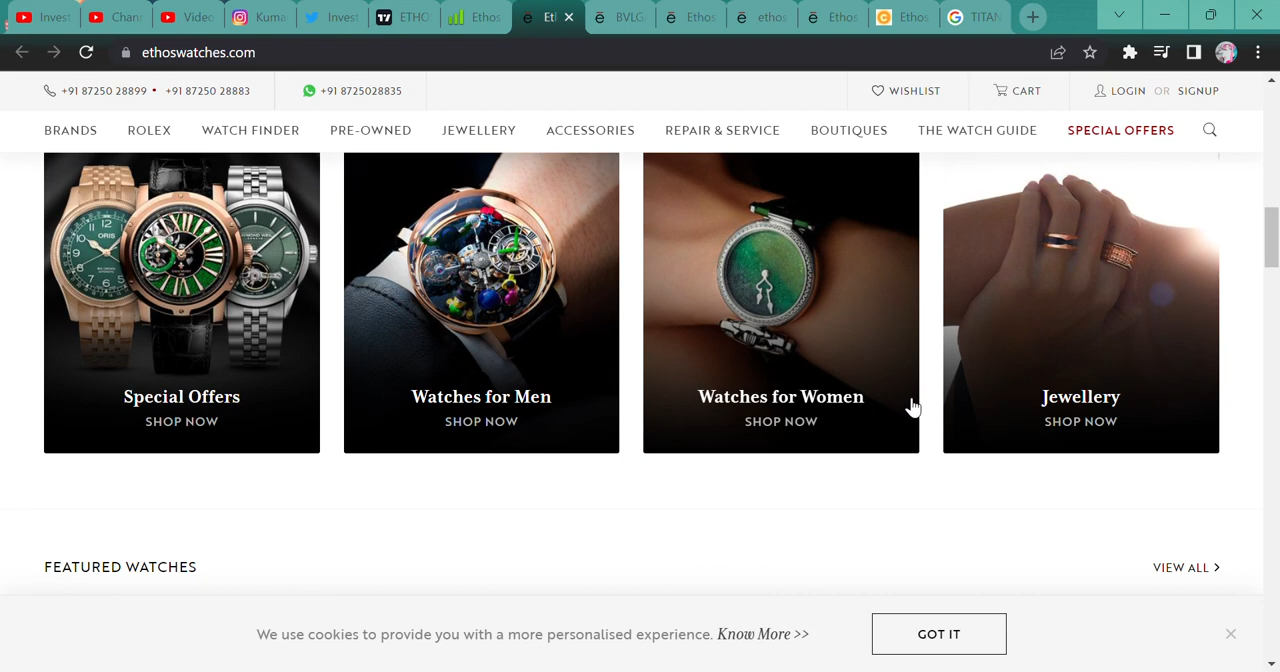 Invest
Chann
Video
Kuma
Invest
ETHO
Ethos
Et
BVLG
Ethos
ethos
Ethos
Ethos
TITAN
ethoswatches.com
+91 87250 28899 • +91 87250 28883
+91 8725028835
WISHLIST
CART
LOGIN OR SIGNUP
BRANDS ROLEX WATCH FINDER PRE-OWNED JEWELLERY ACCESSORIES REPAIR & SERVICE BOUTIQUES THE WATCH GUIDE SPECIAL OFFERS
ORIS
Special Offers
SHOP NOW
Watches for Men
SHOP NOW
Watches for Women
SHOP NOW
Jewellery
SHOP NOW
FEATURED WATCHES
VIEW ALL >
We use cookies to provide you with a more personalised experience. Know More >>
GOT IT